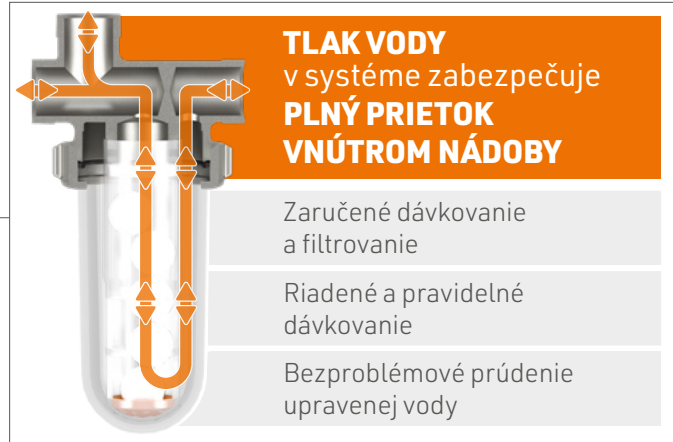 TLAK VODY
v systéme zabezpečuje
PLNÝ PRIETOK
VNÚTROM NÁDOBY
Zaručené dávkovanie
a filtrovanie
Riadené a pravidelné
dávkovanie
Bezproblémové prúdenie
upravenej vody